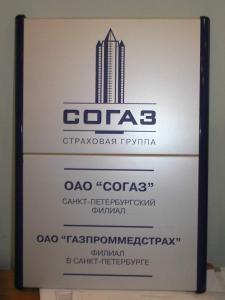 СОГАЗ
СТРАХОВАЯ ГРУППА
ОАО "СОГАЗ"
САНКТ-ПЕТЕРБУРГСКИЙ
ФИЛИАЛ
ОАО "ГАЗПРОММЕДСТРАХ"
ФИЛИАЛ
В САНКТ-ПЕТЕРБУРГЕ